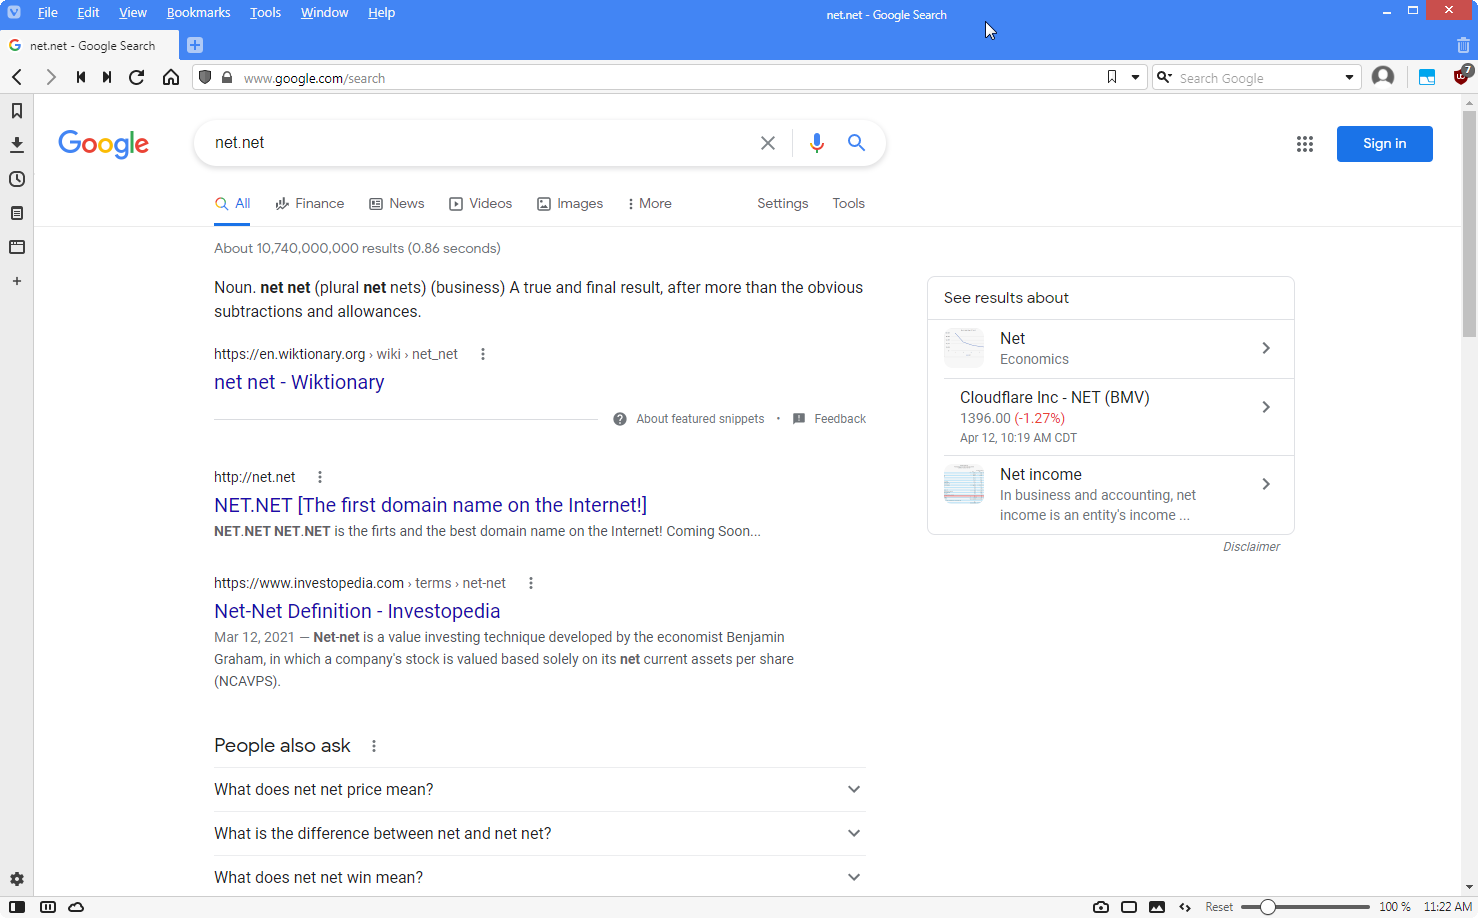 File Edit View Bookmarks Tools Window Help
net.net - Google Search
net.net - Google Search
www.google.com/search
Search Google
7
Google
net.net
Sign in
All Finance News Videos Images More Settings Tools
About 10,740,000,000 results (0.86 seconds)
Noun. net net (plural net nets) (business) A true and final result, after more than the obvious
subtractions and allowances.
https://en.wiktionary.org › wiki › net_net
net net - Wiktionary
About featured snippets • Feedback
http://net.net
NET.NET [The first domain name on the Internet!]
NET.NET NET.NET is the firts and the best domain name on the Internet! Coming Soon...
https://www.investopedia.com › terms › net-net
Net-Net Definition - Investopedia
Mar 12, 2021 — Net-net is a value investing technique developed by the economist Benjamin
Graham, in which a company's stock is valued based solely on its net current assets per share
(NCAVPS).
People also ask
What does net net price mean?
What is the difference between net and net net?
What does net net win mean?
See results about
Net
Economics
Cloudflare Inc - NET (BMV)
1396.00 (-1.27%)
Apr 12, 10:19 AM CDT
Net income
In business and accounting, net
income is an entity's income ...
Disclaimer
Reset 100 % 11:22 AM